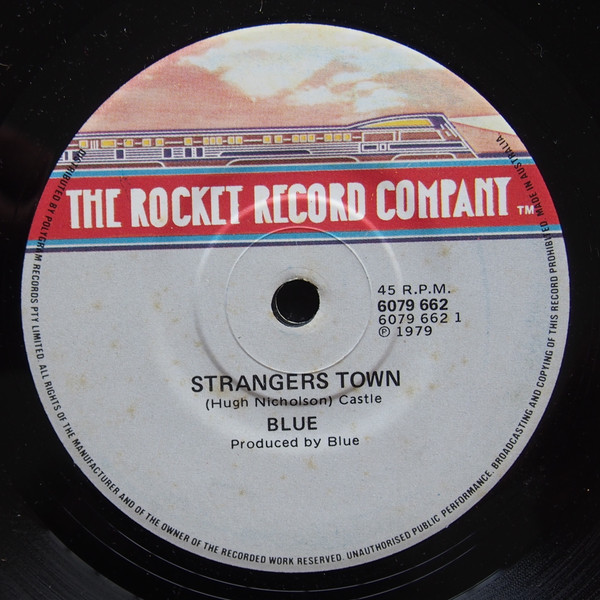 THE ROCKET RECORD COMPANY TM
45 R.P.M.
6079 662
6079 662 1
Ⓟ 1979
STRANGERS TOWN
(Hugh Nicholson) Castle
BLUE
Produced by Blue
DISTRIBUTED BY POLYGRAM RECORDS PTY LIMITED. ALL RIGHTS OF THE MANUFACTURER AND OF THE OWNER OF THE RECORDED WORK RESERVED. UNAUTHORISED PUBLIC PERFORMANCE, BROADCASTING AND COPYING OF THIS RECORD PROHIBITED. MADE IN AUSTRALIA.